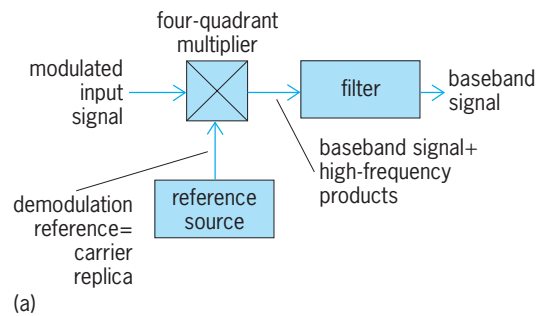 four-quadrant
multiplier
modulated
input
signal
filter
baseband
signal
baseband signal+
high-frequency
products
demodulation
reference=
carrier
replica
reference
source
(a)